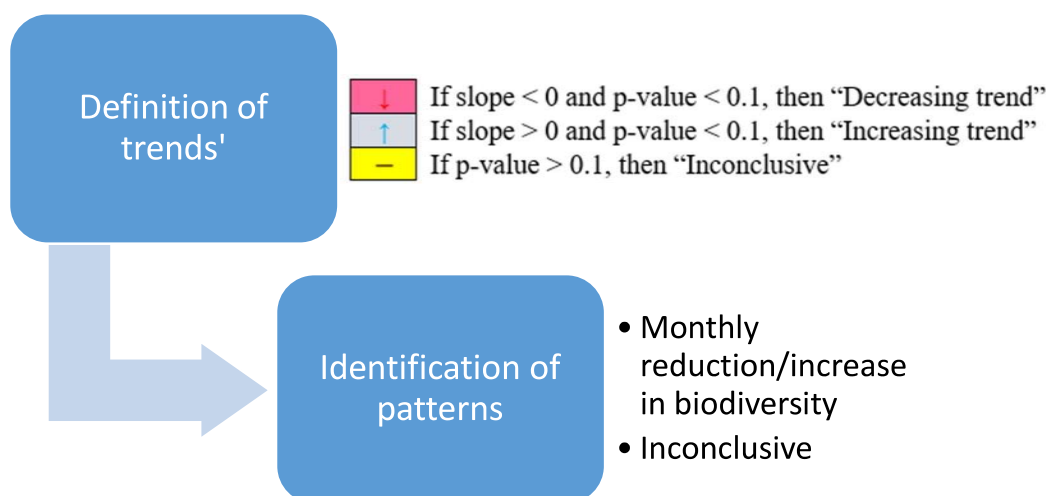 Definition of
trends'
↓ If slope < 0 and p-value < 0.1, then “Decreasing trend”
↑ If slope > 0 and p-value < 0.1, then “Increasing trend”
– If p-value > 0.1, then “Inconclusive”
Identification of
patterns
• Monthly
reduction/increase
in biodiversity
• Inconclusive